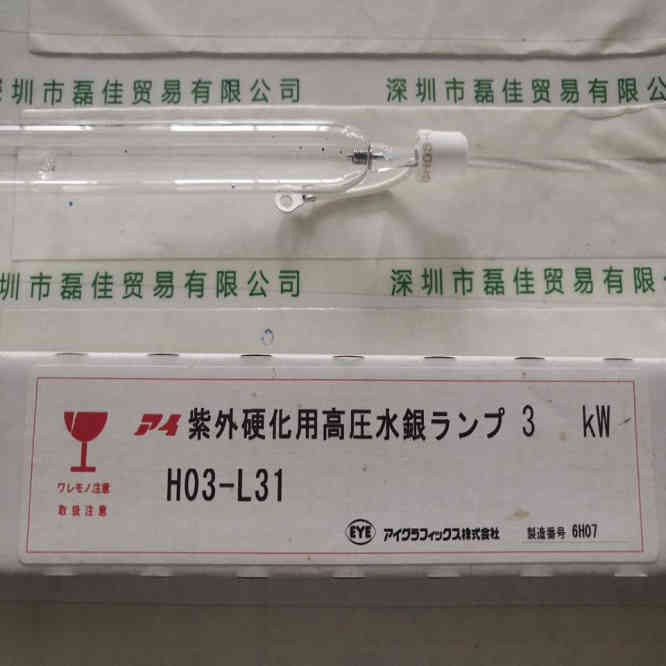 深圳市磊佳贸易有限公司 深圳市磊佳贸易有限公
6H03-
圳市磊佳贸易有限公司 深圳市磊佳贸易有限
アイ 紫外硬化用高圧水銀ランプ 3 kW
ワレモノ注意
取扱注意
H03-L31
EYE アイグラフィックス株式会社 製造番号 6H07